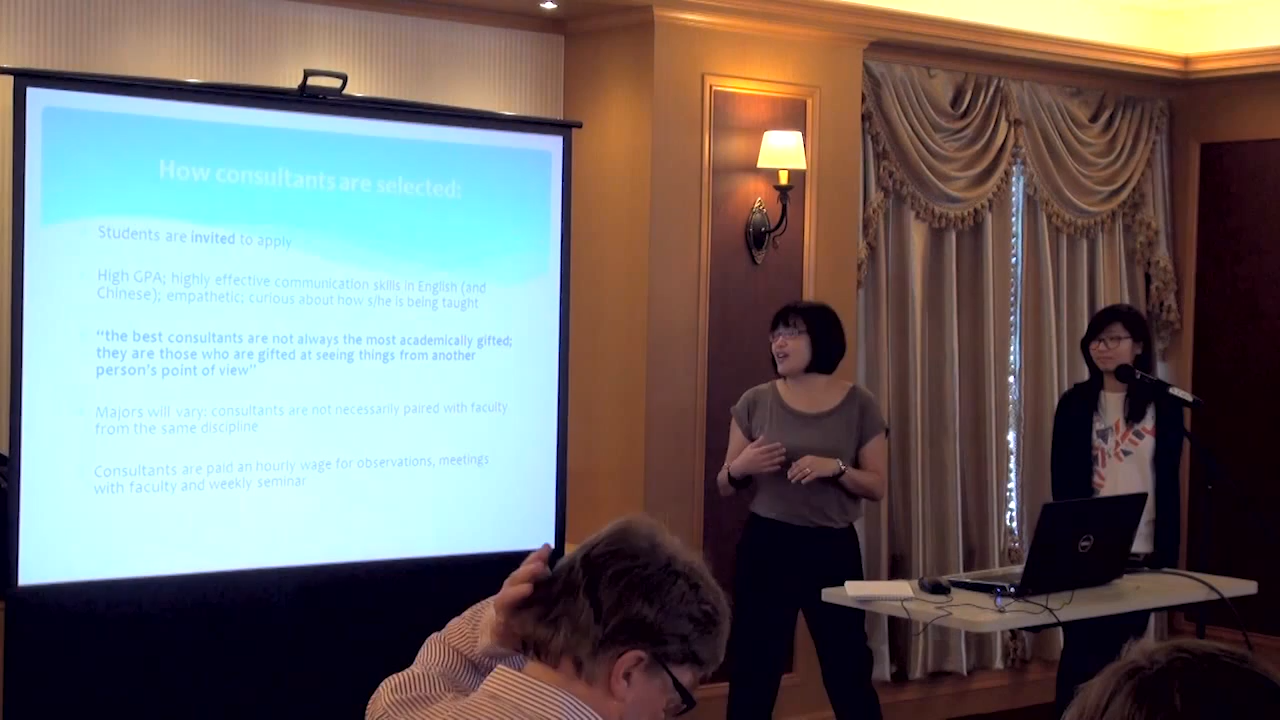 How consultants are selected:
Students are invited to apply
High GPA; highly effective communication skills in English (and
Chinese); empathetic; curious about how s/he is being taught
"the best consultants are not always the most academically gifted;
they are those who are gifted at seeing things from another
person's point of view"
Majors will vary: consultants are not necessarily paired with faculty
from the same discipline
Consultants are paid an hourly wage for observations, meetings
with faculty and weekly seminar
DELL